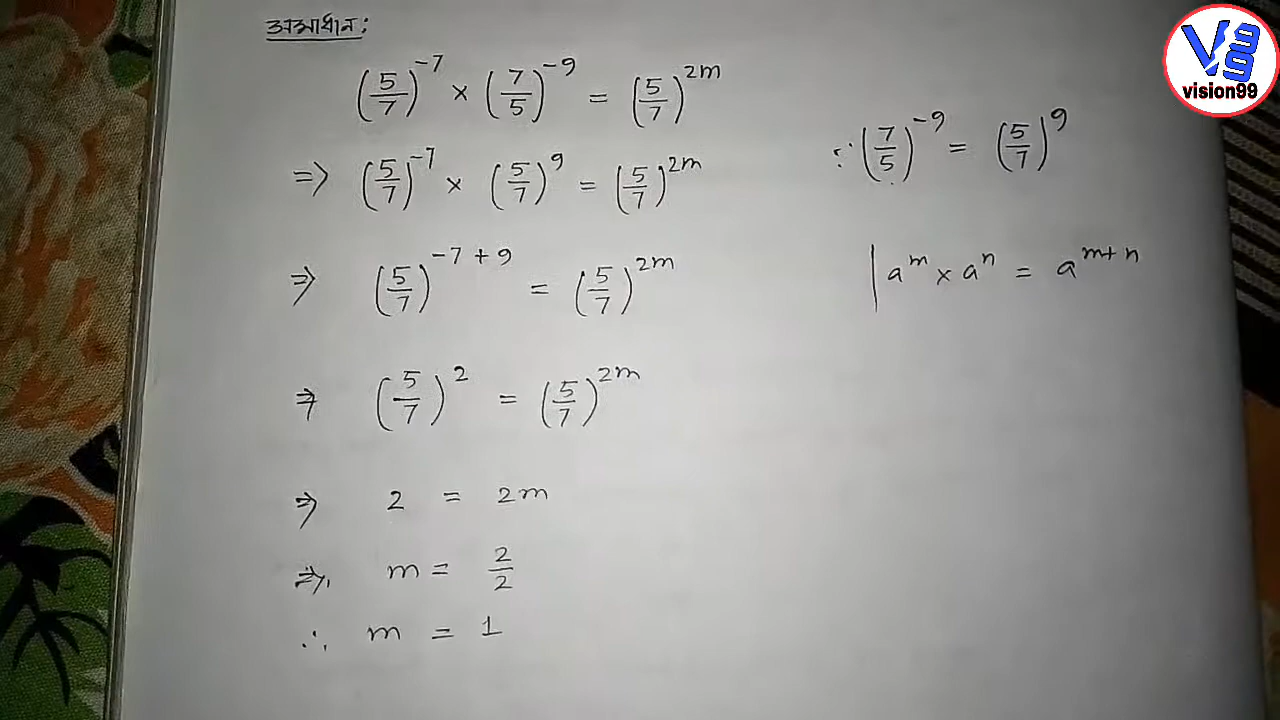 সমাধান :
(5/7)^-7 × (7/5)^-9 = (5/7)^2m
⇒ (5/7)^-7 × (5/7)^9 = (5/7)^2m
∵ (7/5)^-9 = (5/7)^9
⇒ (5/7)^-7+9 = (5/7)^2m
| a^m × a^n = a^m+n
⇒ (5/7)^2 = (5/7)^2m
⇒ 2 = 2m
⇒ m = 2/2
∴ m = 1
V99
vision99